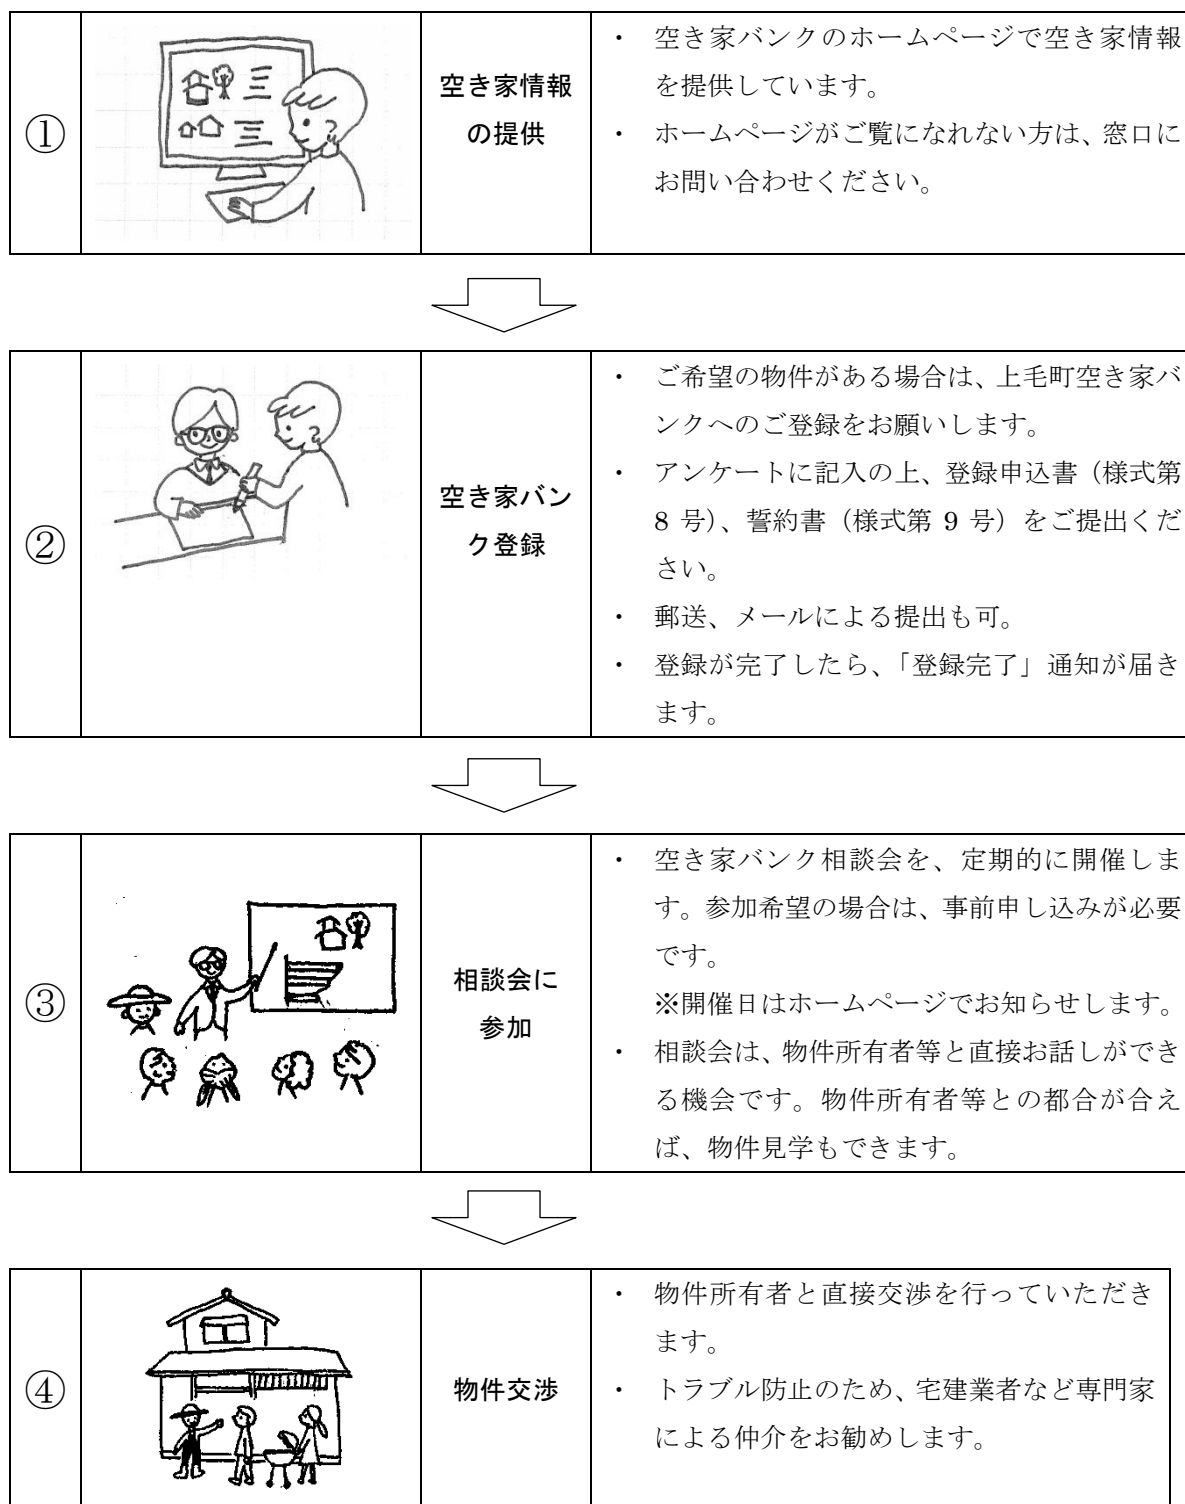 ①
空き家情報
の提供
・ 空き家バンクのホームページで空き家情報
を提供しています。
・ ホームページがご覧になれない方は、窓口に
お問い合わせください。
②
空き家バン
ク登録
・ ご希望の物件がある場合は、上毛町空き家バ
ンクへのご登録をお願いします。
・ アンケートに記入の上、登録申込書（様式第
8 号）、誓約書（様式第 9 号）をご提出くだ
さい。
・ 郵送、メールによる提出も可。
・ 登録が完了したら、「登録完了」通知が届き
ます。
③
相談会に
参加
・ 空き家バンク相談会を、定期的に開催しま
す。参加希望の場合は、事前申し込みが必要
です。
※開催日はホームページでお知らせします。
・ 相談会は、物件所有者等と直接お話しができ
る機会です。物件所有者等との都合が合え
ば、物件見学もできます。
④
物件交渉
・ 物件所有者と直接交渉を行っていただき
ます。
・ トラブル防止のため、宅建業者など専門家
による仲介をお勧めします。